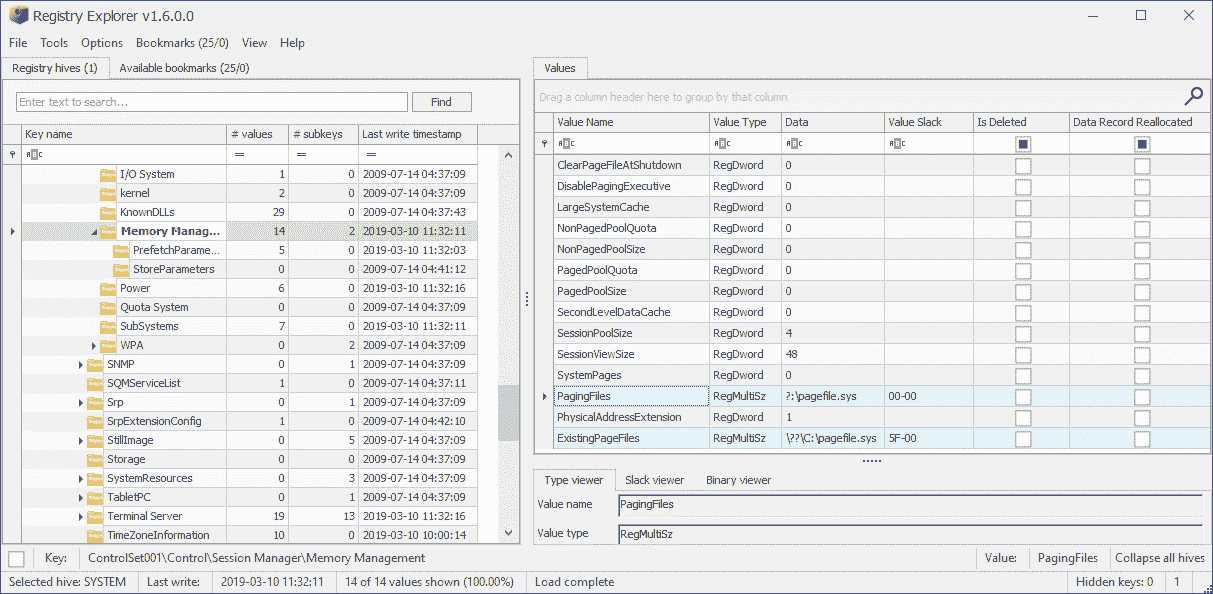 Registry Explorer v1.6.0.0
File Tools Options Bookmarks (25/0) View Help
Registry hives (1) Available bookmarks (25/0)
Enter text to search... Find
Key name # values # subkeys Last write timestamp
ABC = = =
I/O System 1 0 2009-07-14 04:37:09
kernel 2 0 2009-07-14 04:37:09
KnownDLLs 29 0 2009-07-14 04:37:43
Memory Manag... 14 2 2019-03-10 11:32:11
PrefetchParame... 5 0 2019-03-10 11:32:03
StoreParameters 0 0 2009-07-14 04:41:12
Power 6 0 2019-03-10 11:32:16
Quota System 0 0 2009-07-14 04:37:09
SubSystems 7 0 2019-03-10 11:32:11
WPA 0 2 2009-07-14 04:37:09
SNMP 0 1 2009-07-14 04:37:09
SQMServiceList 1 0 2009-07-14 04:37:11
Srp 0 1 2009-07-14 04:37:09
SrpExtensionConfig 1 0 2009-07-14 04:42:10
StillImage 0 5 2009-07-14 04:37:09
Storage 0 0 2009-07-14 04:37:09
SystemResources 0 3 2009-07-14 04:37:09
TabletPC 0 1 2009-07-14 04:37:09
Terminal Server 19 13 2019-03-10 11:32:16
TimeZoneInformation 10 0 2019-03-10 10:00:14
Values
Drag a column header here to group by that column
Value Name Value Type Data Value Slack Is Deleted Data Record Reallocated
ABC ABC ABC ABC
ClearPageFileAtShutdown RegDword 0
DisablePagingExecutive RegDword 0
LargeSystemCache RegDword 0
NonPagedPoolQuota RegDword 0
NonPagedPoolSize RegDword 0
PagedPoolQuota RegDword 0
PagedPoolSize RegDword 0
SecondLevelDataCache RegDword 0
SessionPoolSize RegDword 4
SessionViewSize RegDword 48
SystemPages RegDword 0
PagingFiles RegMultiSz ?:\pagefile.sys 00-00
PhysicalAddressExtension RegDword 1
ExistingPageFiles RegMultiSz \??\C:\pagefile.sys 5F-00
Type viewer Slack viewer Binary viewer
Value name PagingFiles
Value type RegMultiSz
Key: ControlSet001\Control\Session Manager\Memory Management Value: PagingFiles Collapse all hives
Selected hive: SYSTEM Last write: 2019-03-10 11:32:11 14 of 14 values shown (100.00%) Load complete Hidden keys: 0 1